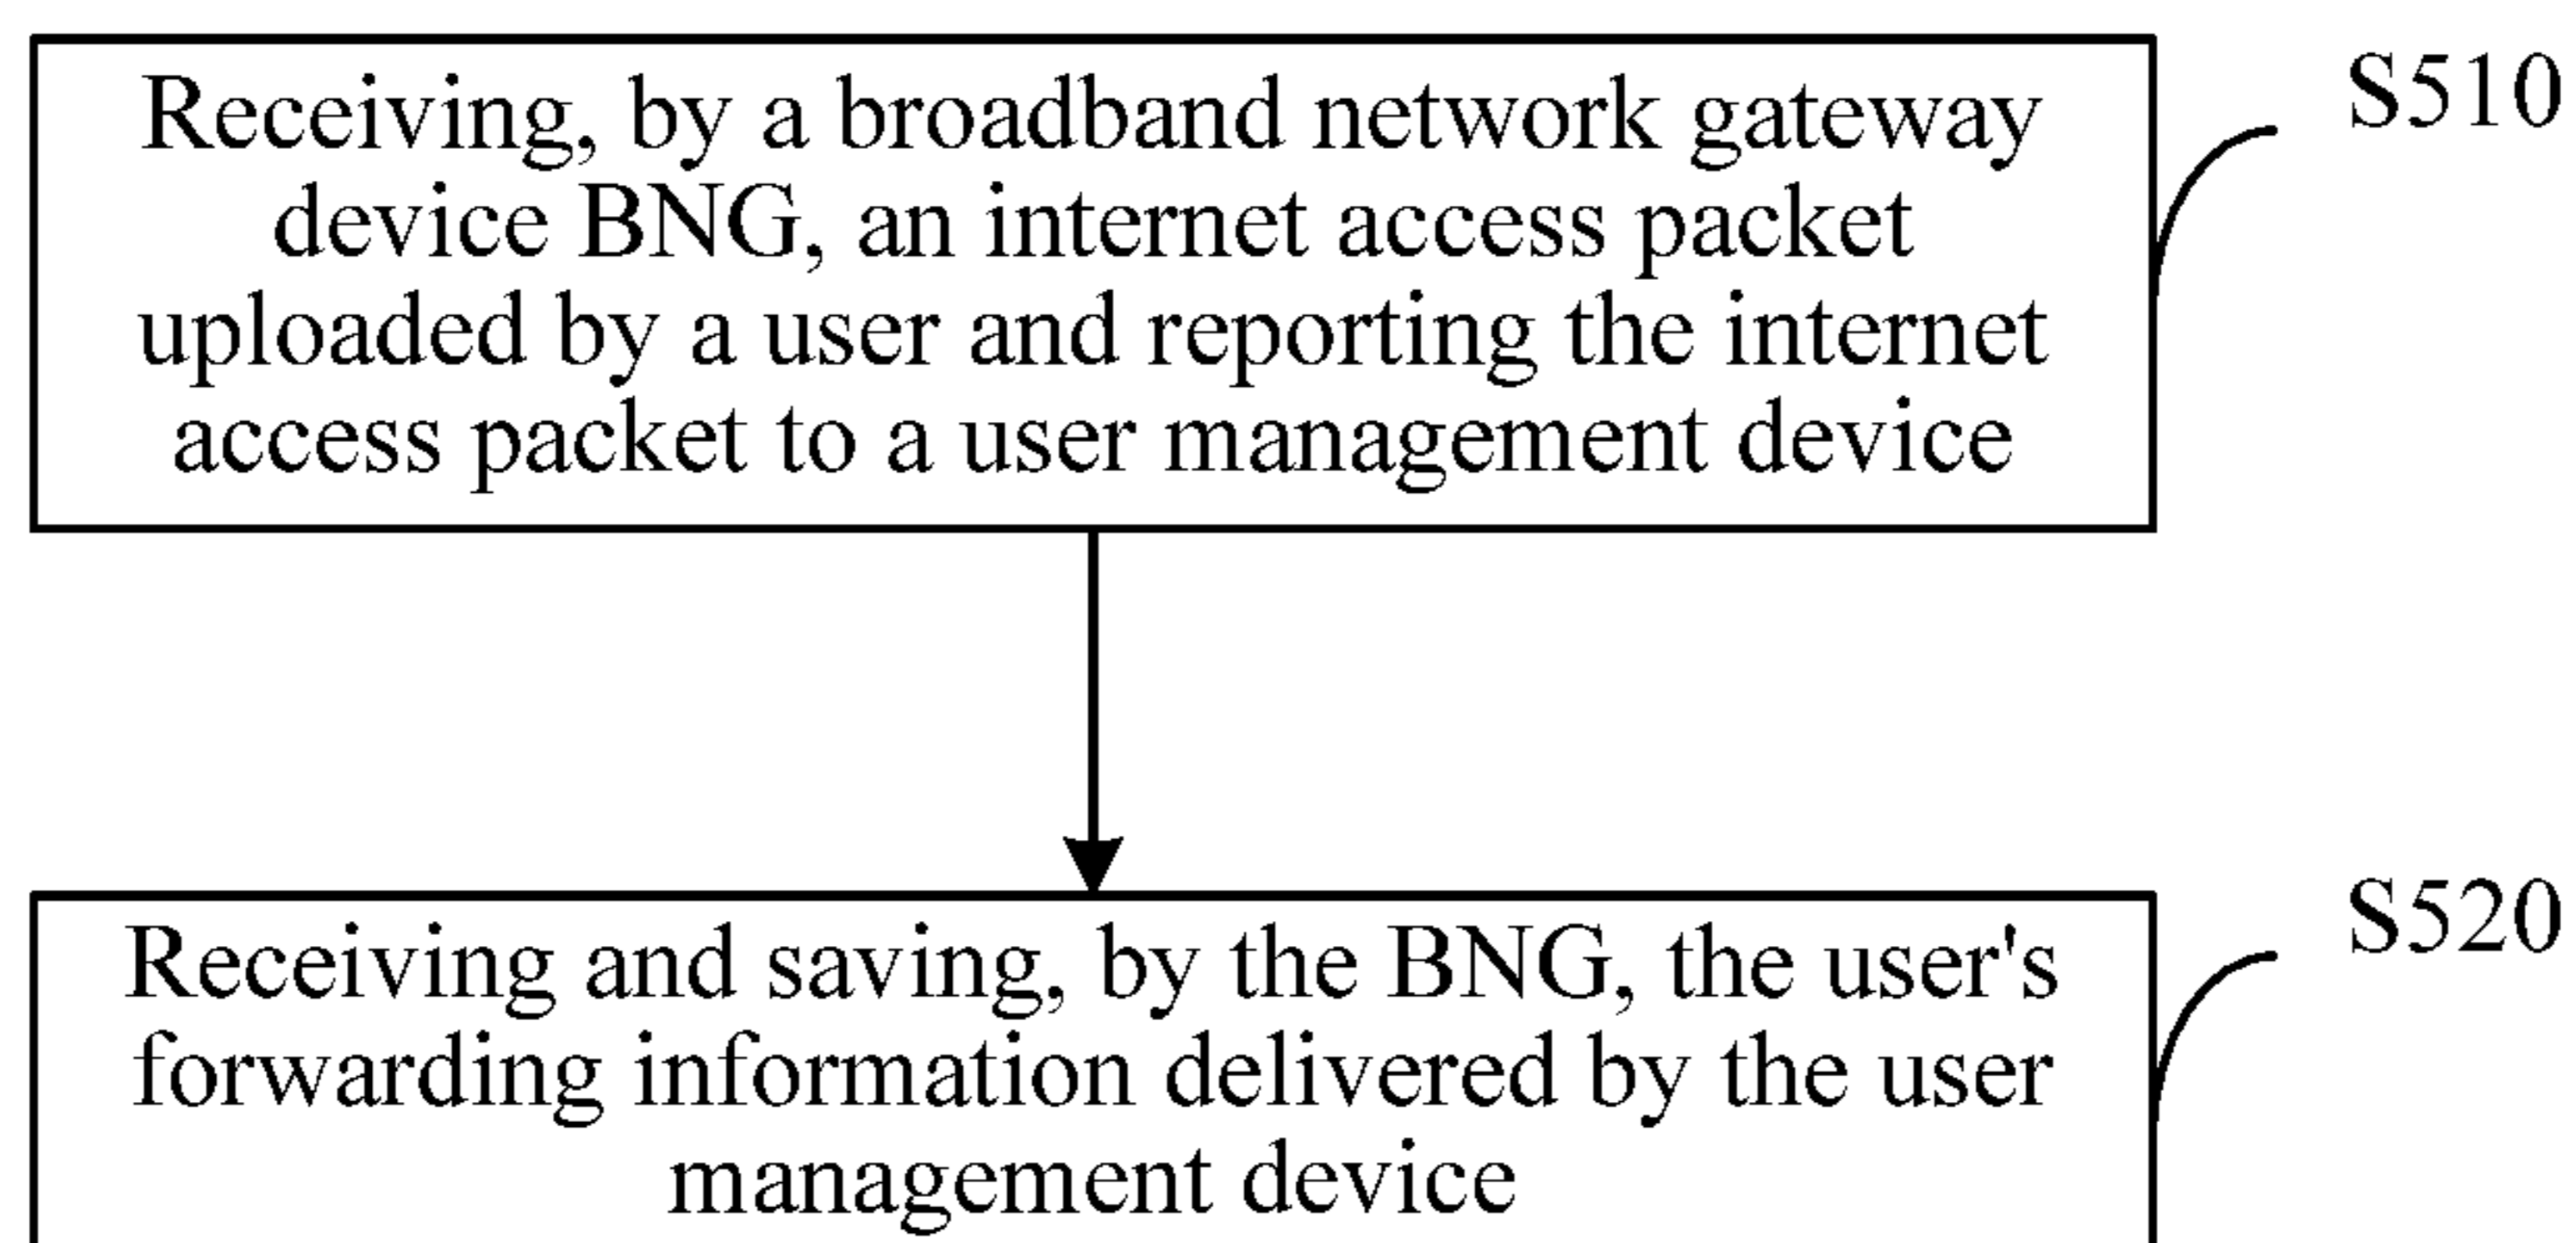 Receiving, by a broadband network gateway
device BNG, an internet access packet
uploaded by a user and reporting the internet
access packet to a user management device
S510
Receiving and saving, by the BNG, the user's
forwarding information delivered by the user
management device
S520